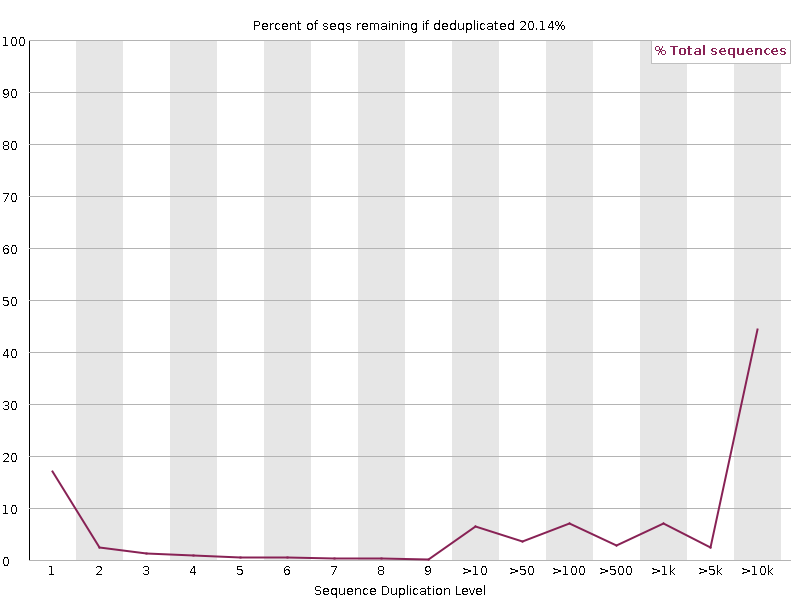 Percent of seqs remaining if deduplicated 20.14%
% Total sequences
100
90
80
70
60
50
40
30
20
10
0
1 2 3 4 5 6 7 8 9 >10 >50 >100 >500 >1k >5k >10k
Sequence Duplication Level